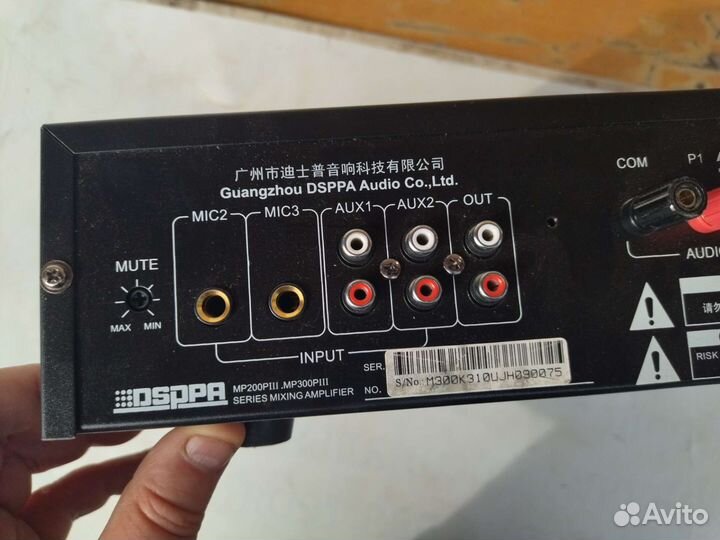 广州市迪士普音响科技有限公司
Guangzhou DSPPA Audio Co.,Ltd.
MIC2 MIC3 AUX1 AUX2 OUT
MUTE
MAX MIN
INPUT
COM P1
AUDIO
请勿
RISK
DSPPA
MP200PIII .MP300PIII
SERIES MIXING AMPLIFIER
SER.
NO.
S/No: M300K310UJH090075
Avito